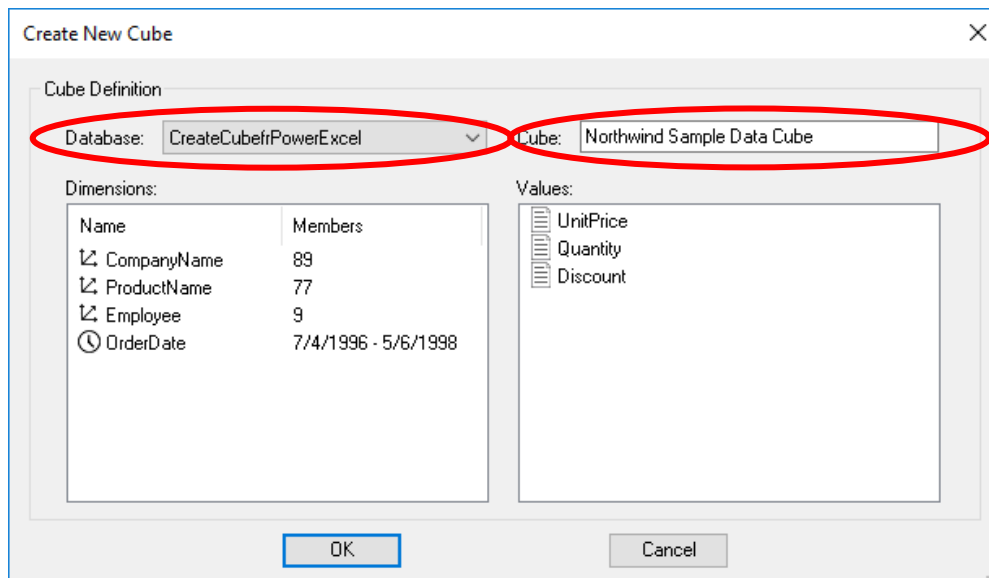 Create New Cube
Cube Definition
Database: CreateCubefrPowerExcel Cube: Northwind Sample Data Cube
Dimensions: Values:
Name Members
CompanyName 89
ProductName 77
Employee 9
OrderDate 7/4/1996 - 5/6/1998
UnitPrice
Quantity
Discount
OK Cancel